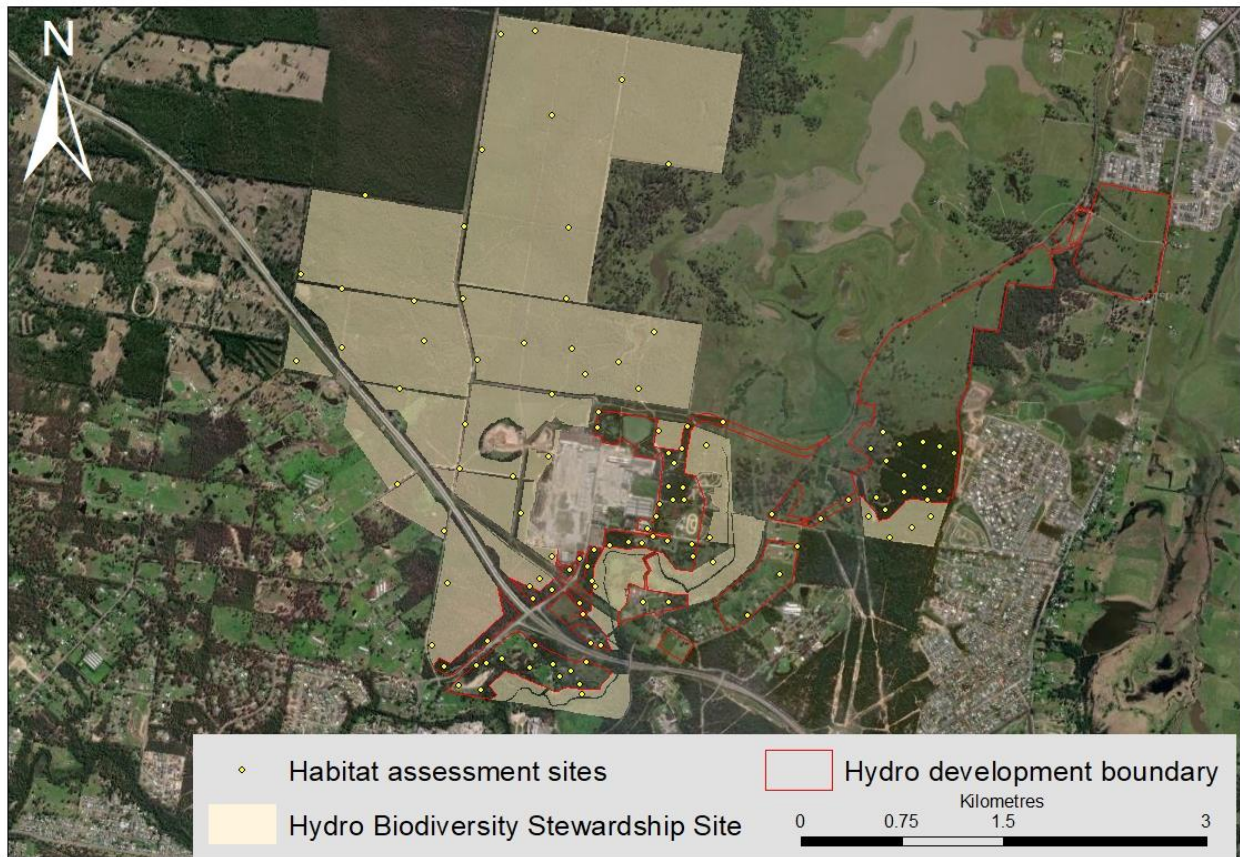 N
Habitat assessment sites
Hydro Biodiversity Stewardship Site
Hydro development boundary
Kilometres
0 0.75 1.5 3